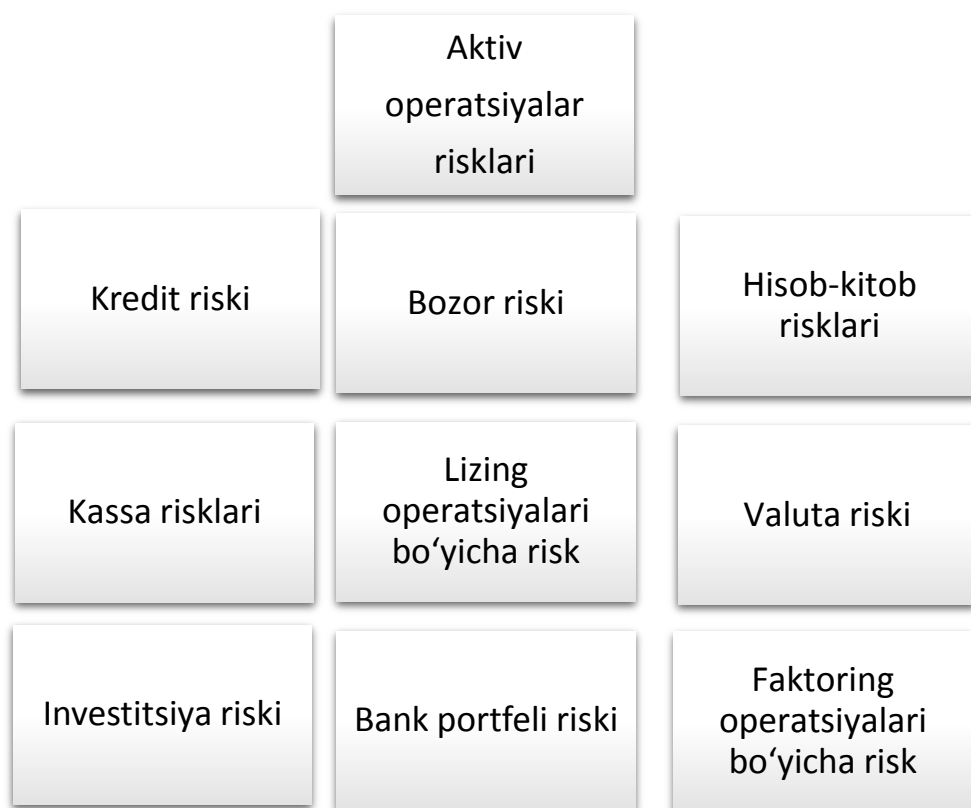 Aktiv
operatsiyalar
risklari
Kredit riski
Bozor riski
Hisob-kitob
risklari
Kassa risklari
Lizing
operatsiyalari
bo‘yicha risk
Valuta riski
Investitsiya riski
Bank portfeli riski
Faktoring
operatsiyalari
bo‘yicha risk